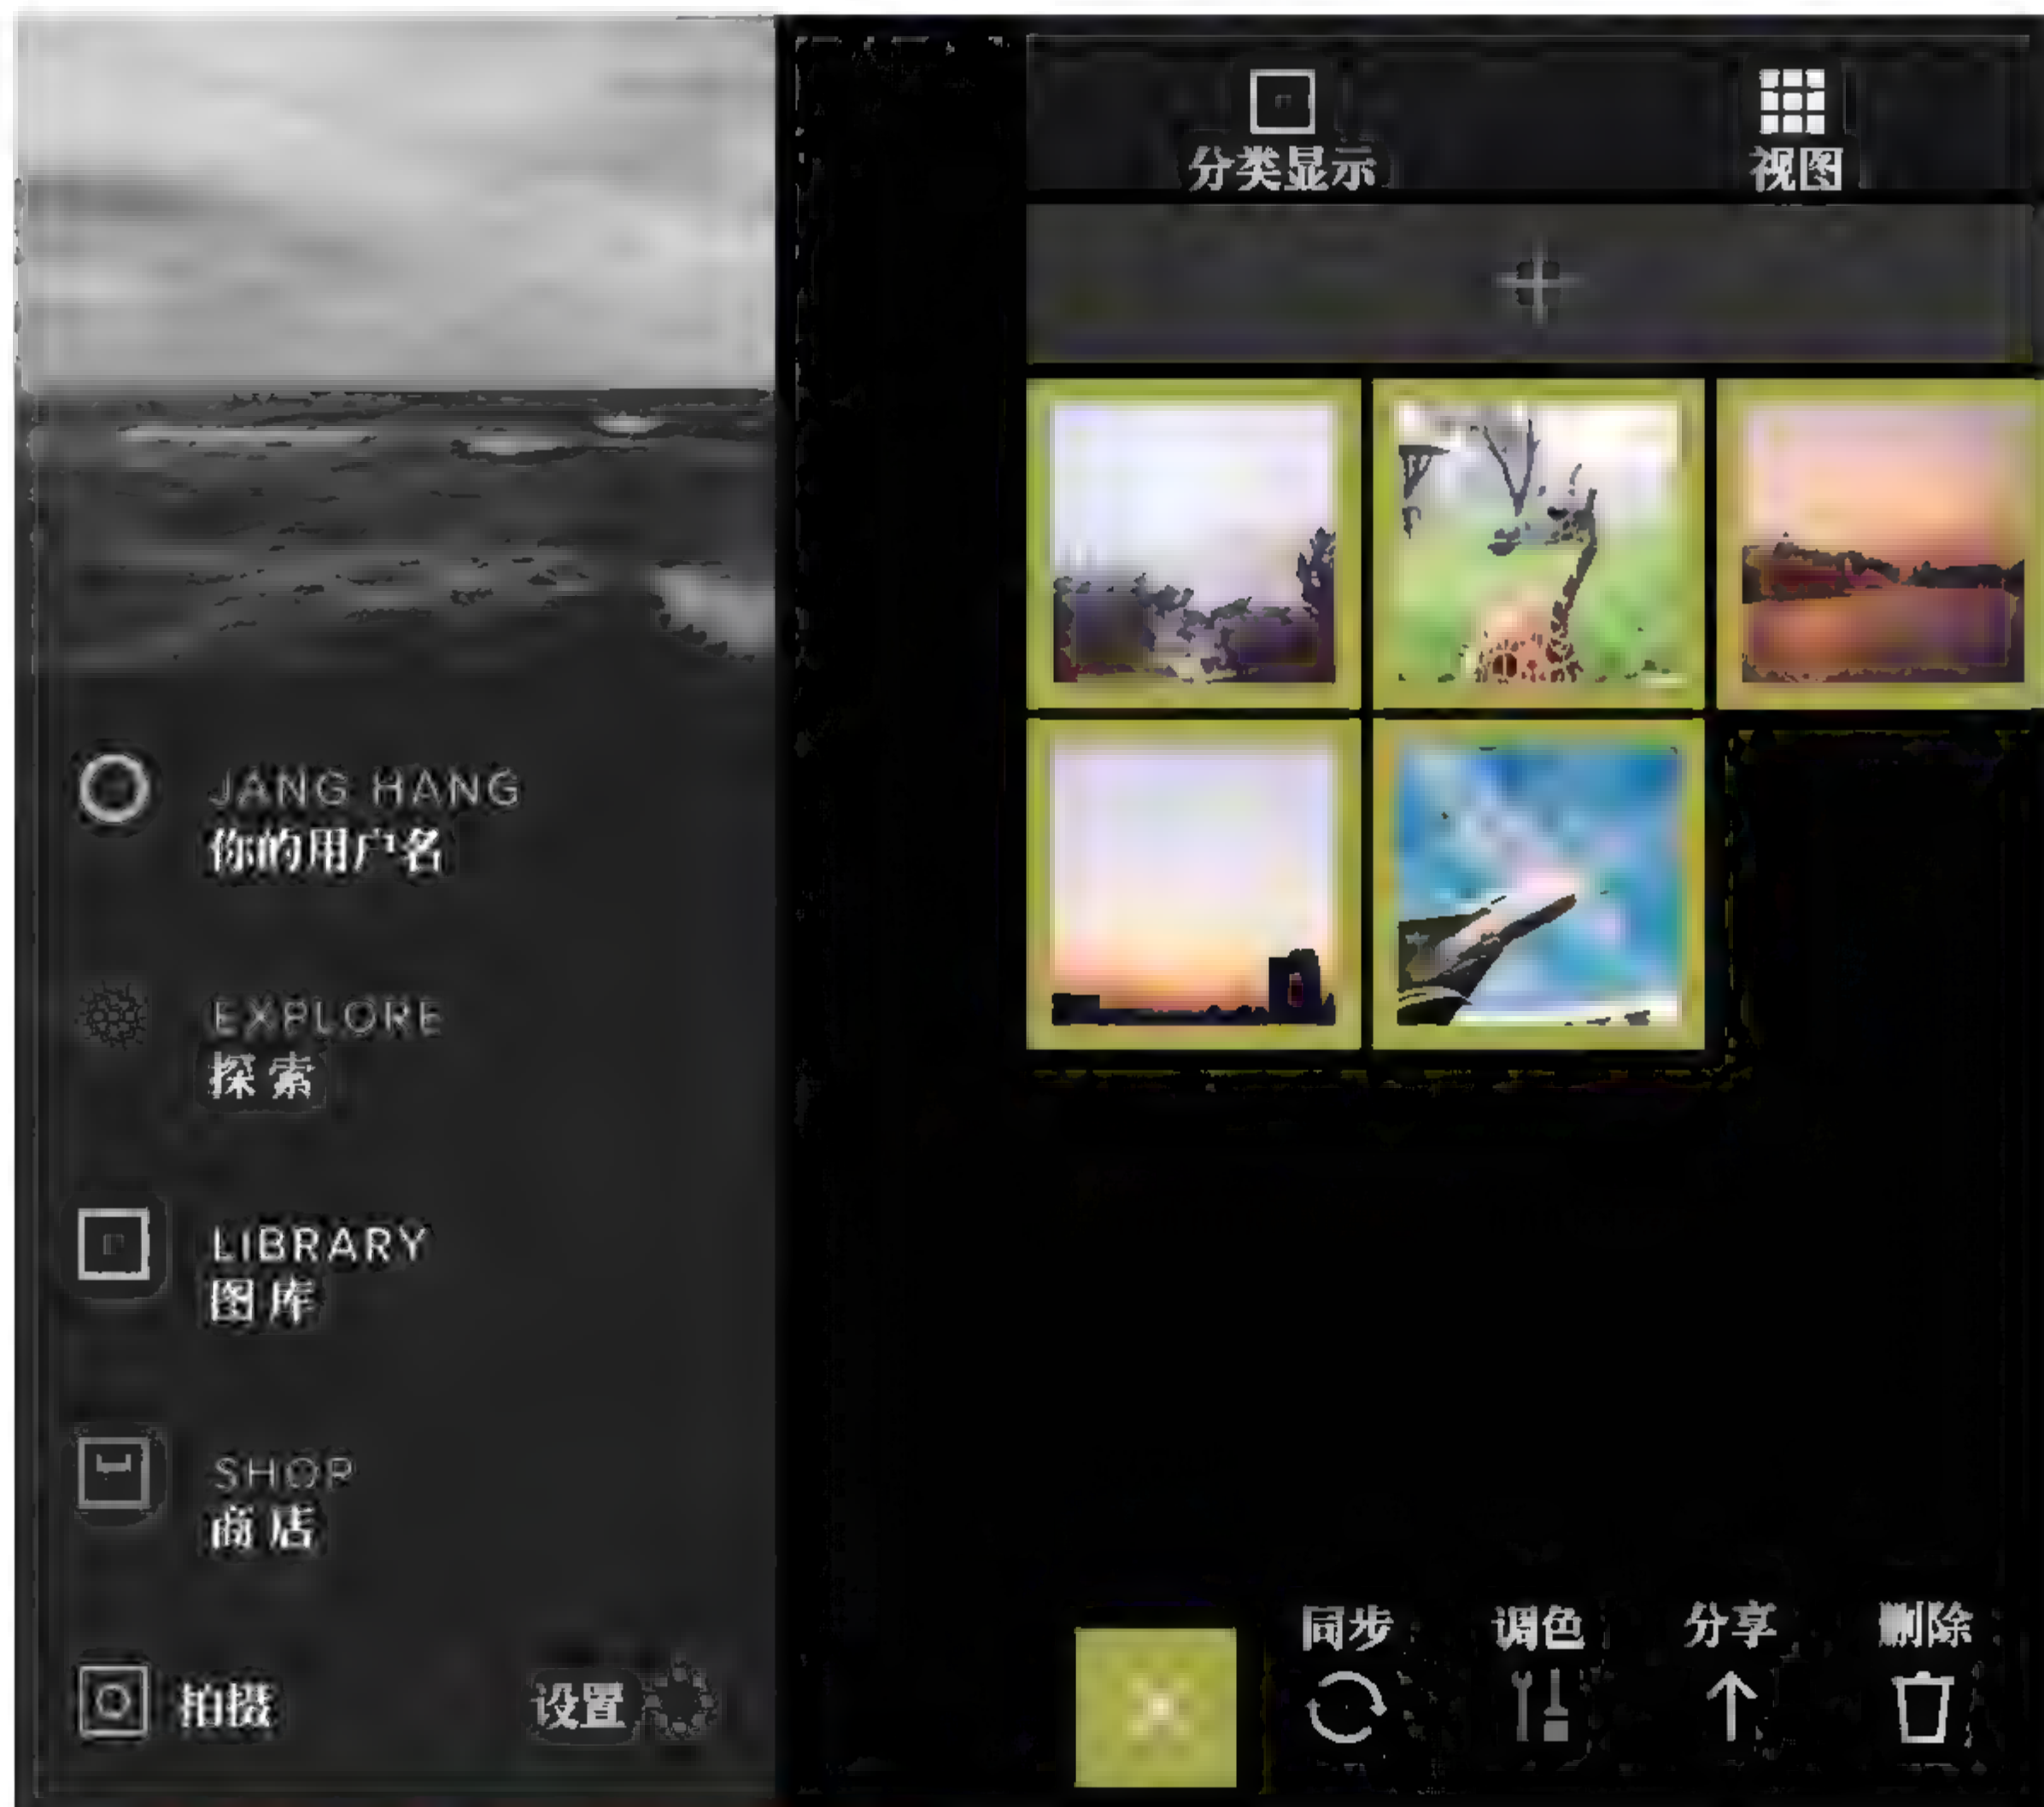 JANG HANG
你的用户名
EXPLORE
探索
LIBRARY
图库
SHOP
商店
拍摄 设置
分类显示 视图
同步 调色 分享 删除